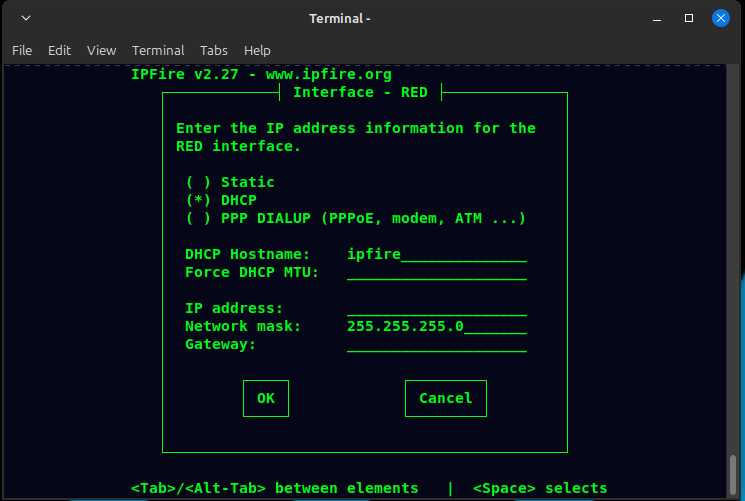 Terminal -
File Edit View Terminal Tabs Help
IPFire v2.27 - www.ipfire.org
Interface - RED
Enter the IP address information for the
RED interface.
( ) Static
(*) DHCP
( ) PPP DIALUP (PPPoE, modem, ATM ...)
DHCP Hostname: ipfire______________
Force DHCP MTU: ____________________
IP address: ____________________
Network mask: 255.255.255.0_______
Gateway: ____________________
OK Cancel
<Tab>/<Alt-Tab> between elements | <Space> selects